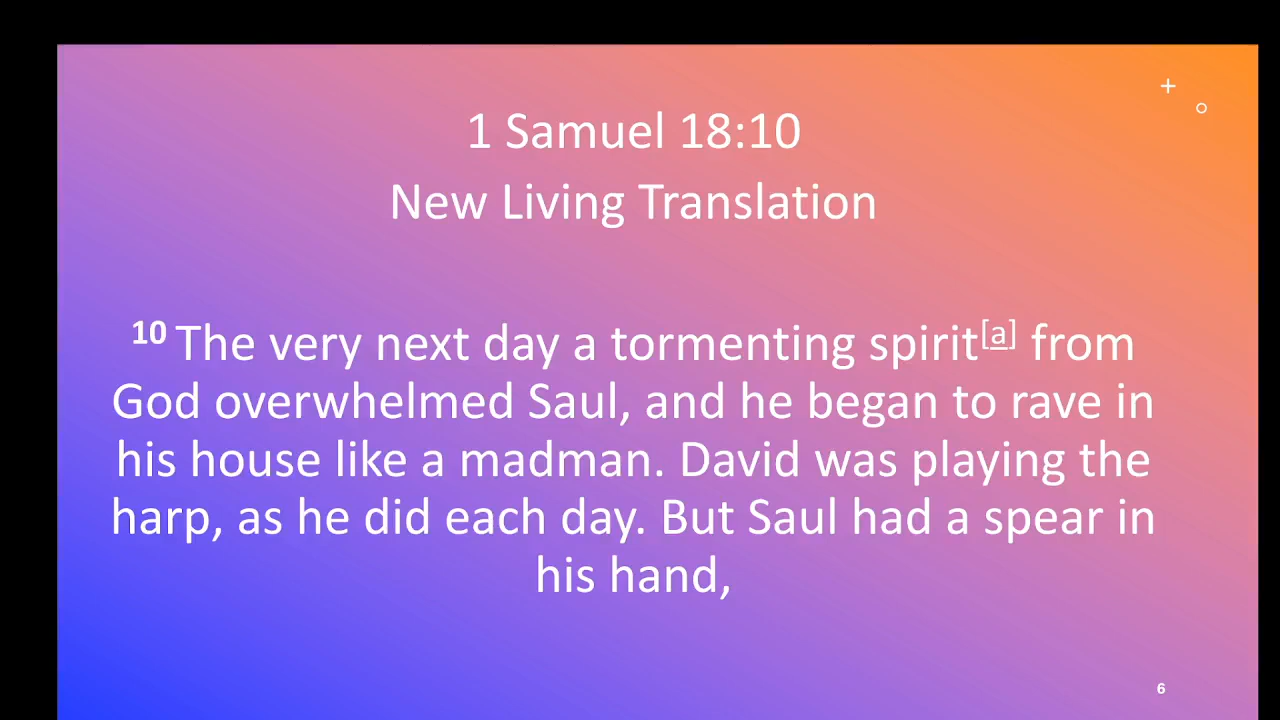 1 Samuel 18:10
New Living Translation
10 The very next day a tormenting spirit[a] from
God overwhelmed Saul, and he began to rave in
his house like a madman. David was playing the
harp, as he did each day. But Saul had a spear in
his hand,
6